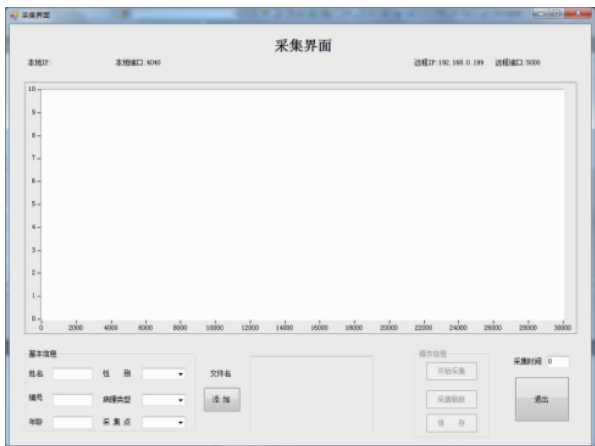 采集界面
采集界面
本地IP: 本地端口:4040 远程IP:192.168.0.199 远程端口:5000
10
9
8
7
6
5
4
3
2
1
0
0 2000 4000 6000 8000 10000 12000 14000 16000 18000 20000 22000 24000 26000 28000 30000
基本信息 操作信息
姓名 性 别 文件名 开始采集 采集时间 0
编号 病理类型 添 加 采集刷新 退出
年龄 采 集 点 保 存